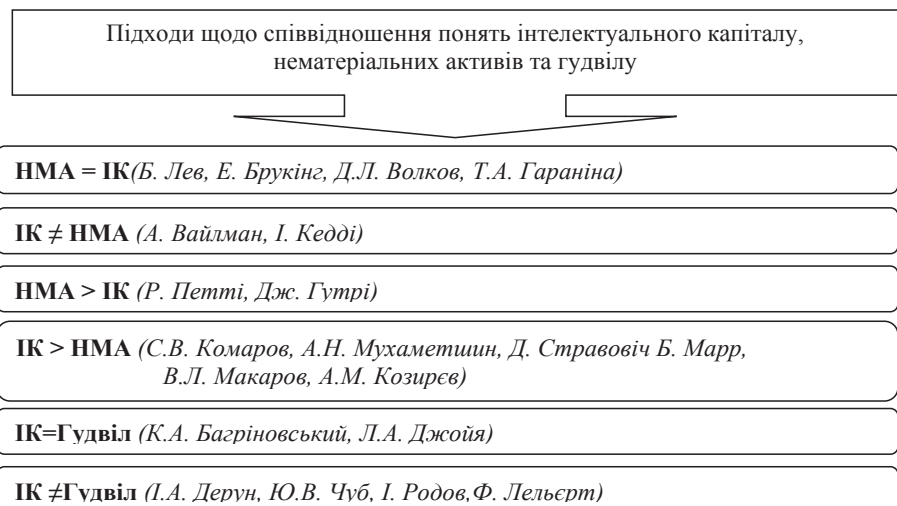 Підходи щодо співвідношення понять інтелектуального капіталу,
нематеріальних активів та гудвілу
НМА = ІК(Б. Лев, Е. Брукінг, Д.Л. Волков, Т.А. Гараніна)
ІК ≠ НМА (А. Вайлман, І. Кедді)
НМА > ІК (Р. Петті, Дж. Гутрі)
ІК > НМА (С.В. Комаров, А.Н. Мухаметшин, Д. Стравовіч Б. Марр,
В.Л. Макаров, А.М. Козирєв)
ІК=Гудвіл (К.А. Багріновський, Л.А. Джойя)
ІК ≠Гудвіл (І.А. Дерун, Ю.В. Чуб, І. Родов,Ф. Лельєрт)